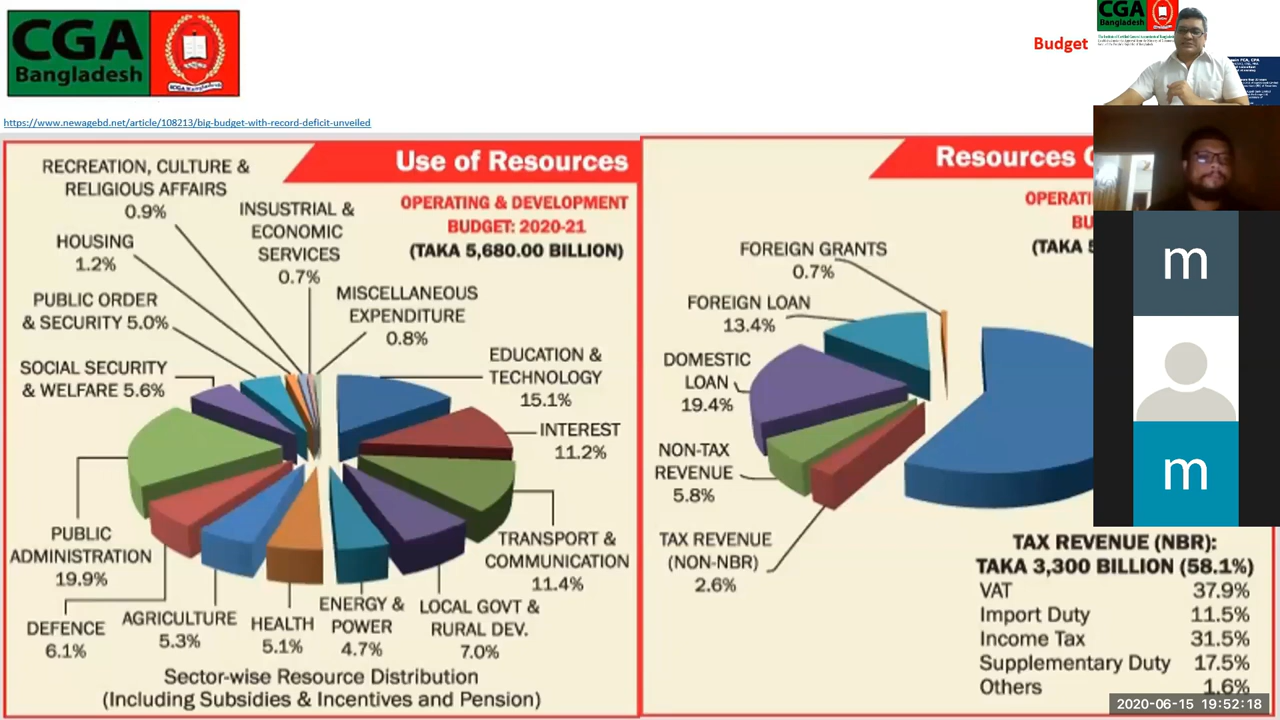 CGA
Bangladesh
Budget
CGA
Bangladesh
https://www.newagebd.net/article/108213/big-budget-with-record-deficit-unveiled
Use of Resources
OPERATING & DEVELOPMENT
BUDGET: 2020-21
(TAKA 5,680.00 BILLION)
RECREATION, CULTURE &
RELIGIOUS AFFAIRS
0.9%
INSUSTRIAL &
ECONOMIC
SERVICES
0.7%
HOUSING
1.2%
MISCELLANEOUS
EXPENDITURE
0.8%
PUBLIC ORDER
& SECURITY 5.0%
SOCIAL SECURITY
& WELFARE 5.6%
EDUCATION &
TECHNOLOGY
15.1%
INTEREST
11.2%
PUBLIC
ADMINISTRATION
19.9%
TRANSPORT &
COMMUNICATION
11.4%
DEFENCE
6.1%
AGRICULTURE
5.3%
HEALTH
5.1%
ENERGY &
POWER
4.7%
LOCAL GOVT &
RURAL DEV.
7.0%
Sector-wise Resource Distribution
(Including Subsidies & Incentives and Pension)
Resources
FOREIGN GRANTS
0.7%
FOREIGN LOAN
13.4%
DOMESTIC
LOAN
19.4%
NON-TAX
REVENUE
5.8%
TAX REVENUE
(NON-NBR)
2.6%
TAX REVENUE (NBR):
TAKA 3,300 BILLION (58.1%)
VAT 37.9%
Import Duty 11.5%
Income Tax 31.5%
Supplementary Duty 17.5%
Others 1.6%
m
m
2020-06-15 19:52:18